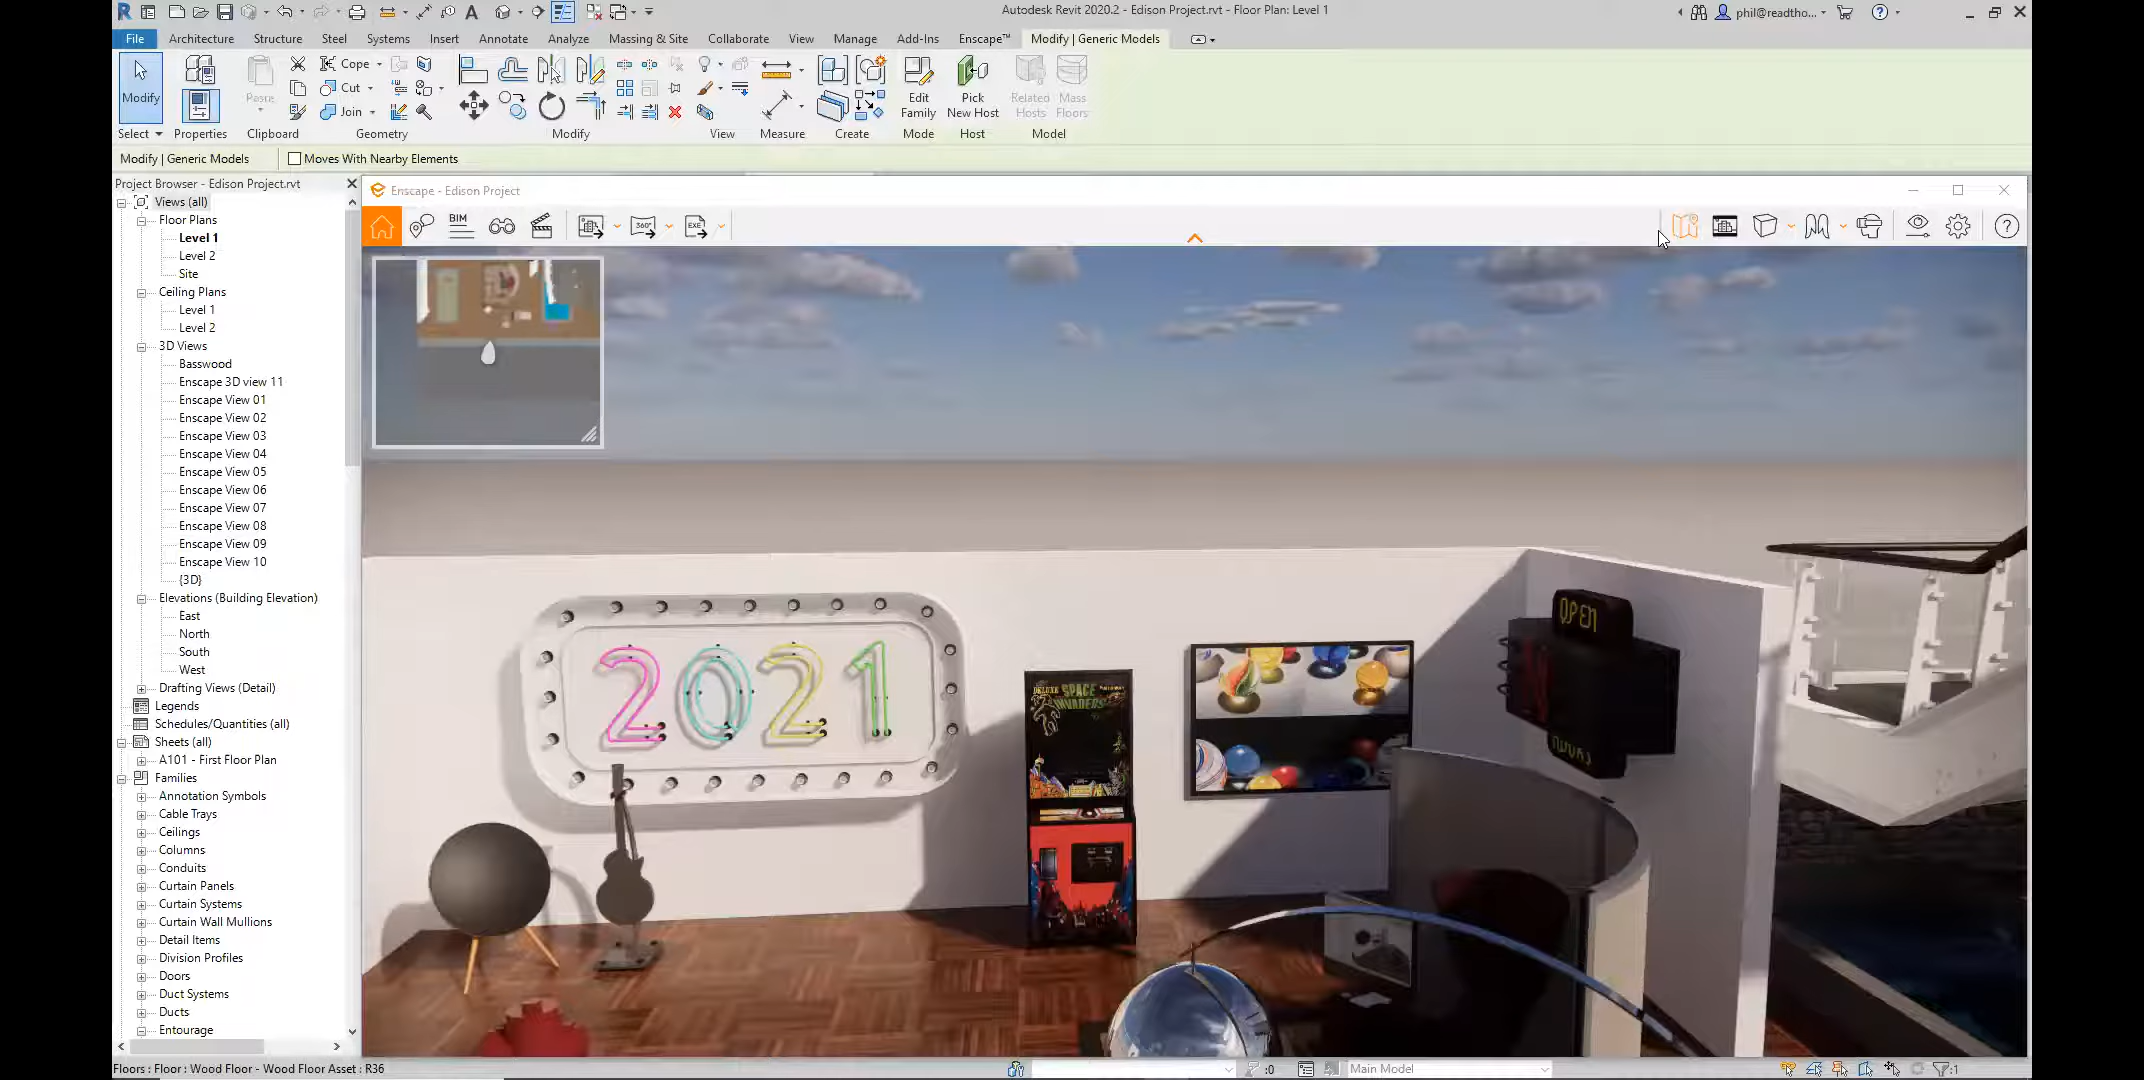 Autodesk Revit 2020.2 - Edison Project.rvt - Floor Plan: Level 1
phil@readtho...
File Architecture Structure Steel Systems Insert Annotate Analyze Massing & Site Collaborate View Manage Add-Ins Enscape™ Modify | Generic Models
Modify
Paste
Cope
Cut
Join
Edit Family
Pick New Host
Related Hosts
Mass Floors
Select Properties Clipboard Geometry Modify View Measure Create Mode Host Model
Modify | Generic Models Moves With Nearby Elements
Project Browser - Edison Project.rvt
Views (all)
Floor Plans
Level 1
Level 2
Site
Ceiling Plans
Level 1
Level 2
3D Views
Basswood
Enscape 3D view 11
Enscape View 01
Enscape View 02
Enscape View 03
Enscape View 04
Enscape View 05
Enscape View 06
Enscape View 07
Enscape View 08
Enscape View 09
Enscape View 10
{3D}
Elevations (Building Elevation)
East
North
South
West
Drafting Views (Detail)
Legends
Schedules/Quantities (all)
Sheets (all)
A101 - First Floor Plan
Families
Annotation Symbols
Cable Trays
Ceilings
Columns
Conduits
Curtain Panels
Curtain Systems
Curtain Wall Mullions
Detail Items
Division Profiles
Doors
Duct Systems
Ducts
Entourage
Enscape - Edison Project
BIM
360°
EXE
2021
DELUXE SPACE INVADERS
OPEN
Floors : Floor : Wood Floor - Wood Floor Asset : R36
:0
Main Model
:1